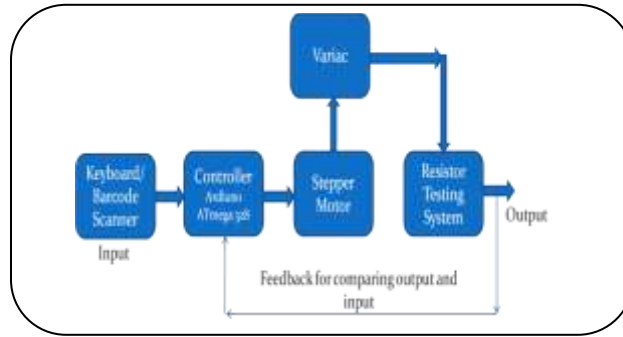 Variac
Keyboard/
Barcode
Scanner
Controller
Arduino
ATmega 328
Stepper
Motor
Resistor
Testing
System
Input
Output
Feedback for comparing output and
input